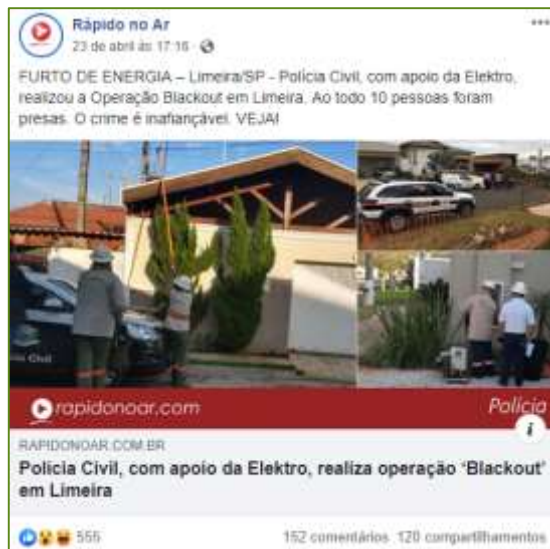 Rápido no Ar
23 de abril às 17:16
FURTO DE ENERGIA – Limeira/SP - Polícia Civil, com apoio da Elektro,
realizou a Operação Blackout em Limeira. Ao todo 10 pessoas foram
presas. O crime é inafiançável. VEJA!
Civil
rapidonoar.com
Polícia
RAPIDONOAR.COM.BR
Polícia Civil, com apoio da Elektro, realiza operação ‘Blackout’
em Limeira
555
152 comentários 120 compartilhamentos